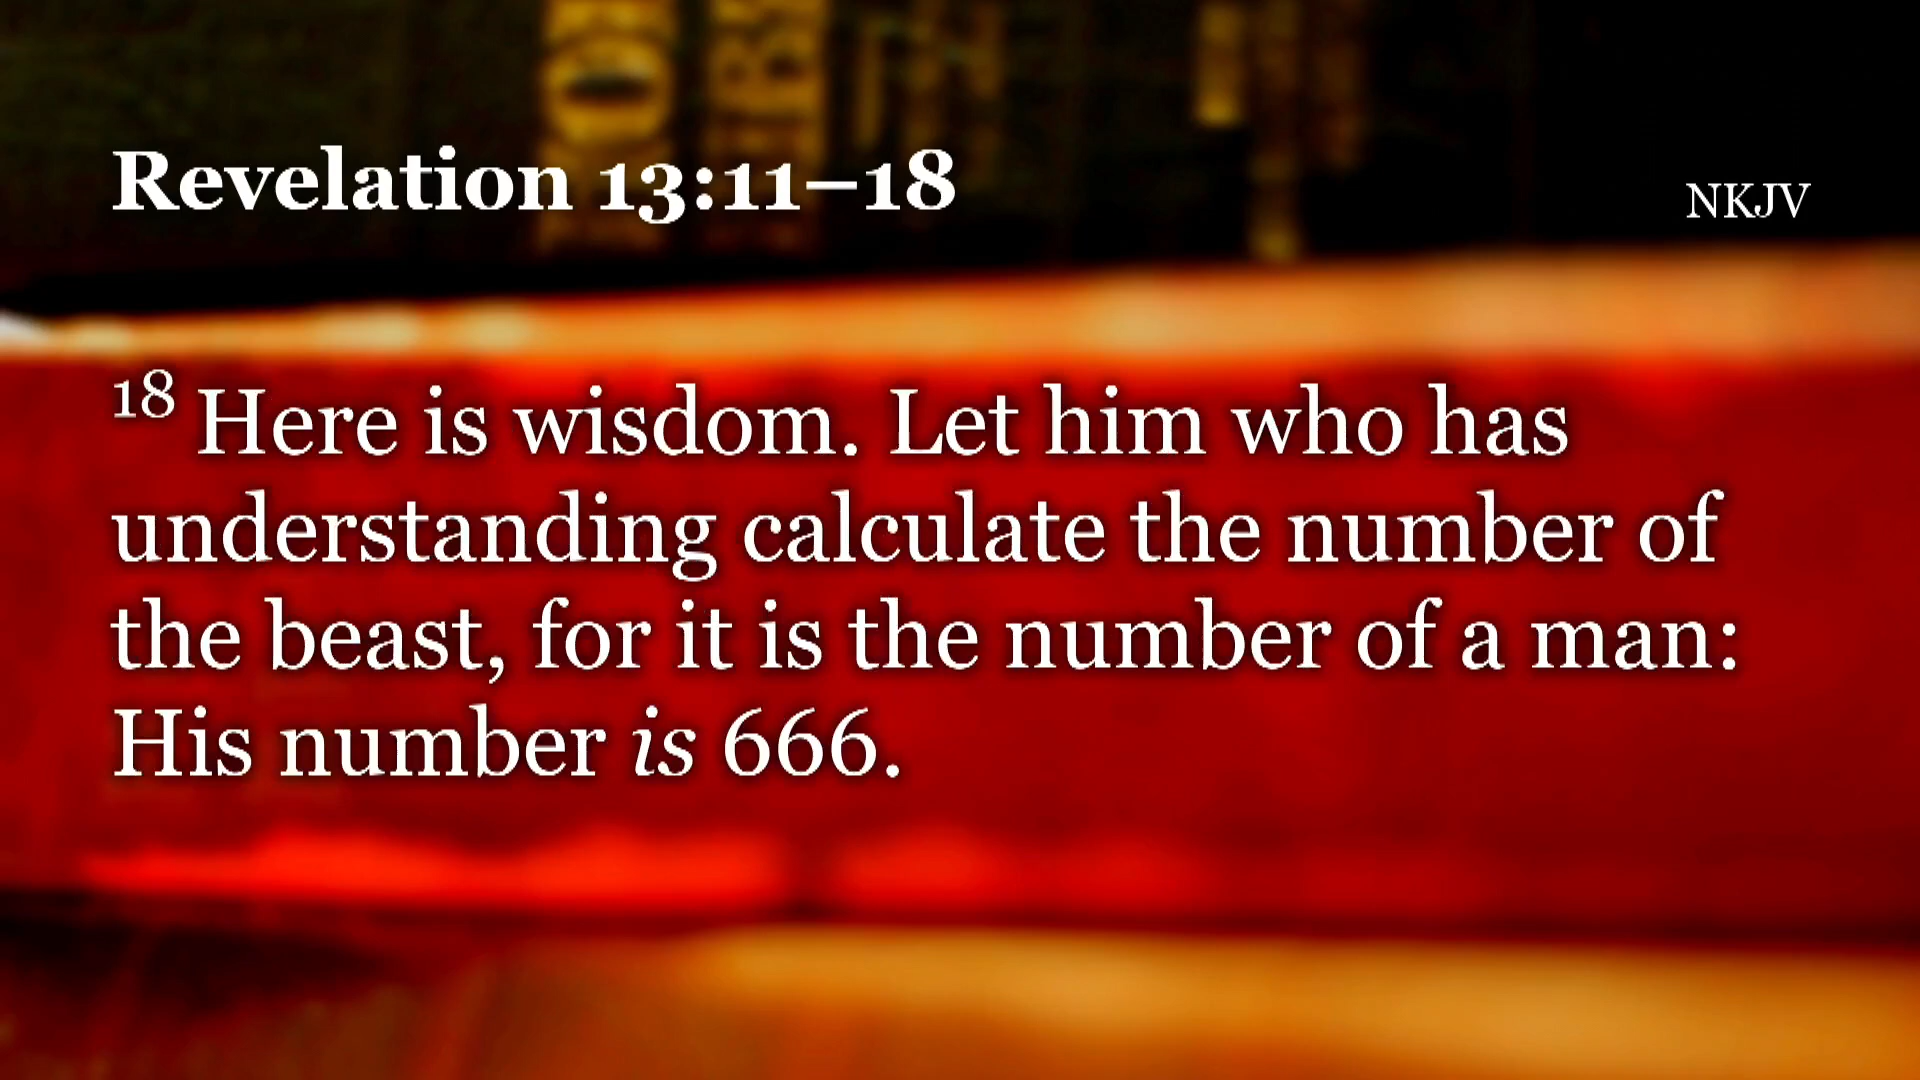 Revelation 13:11–18
NKJV
18 Here is wisdom. Let him who has
understanding calculate the number of
the beast, for it is the number of a man:
His number is 666.